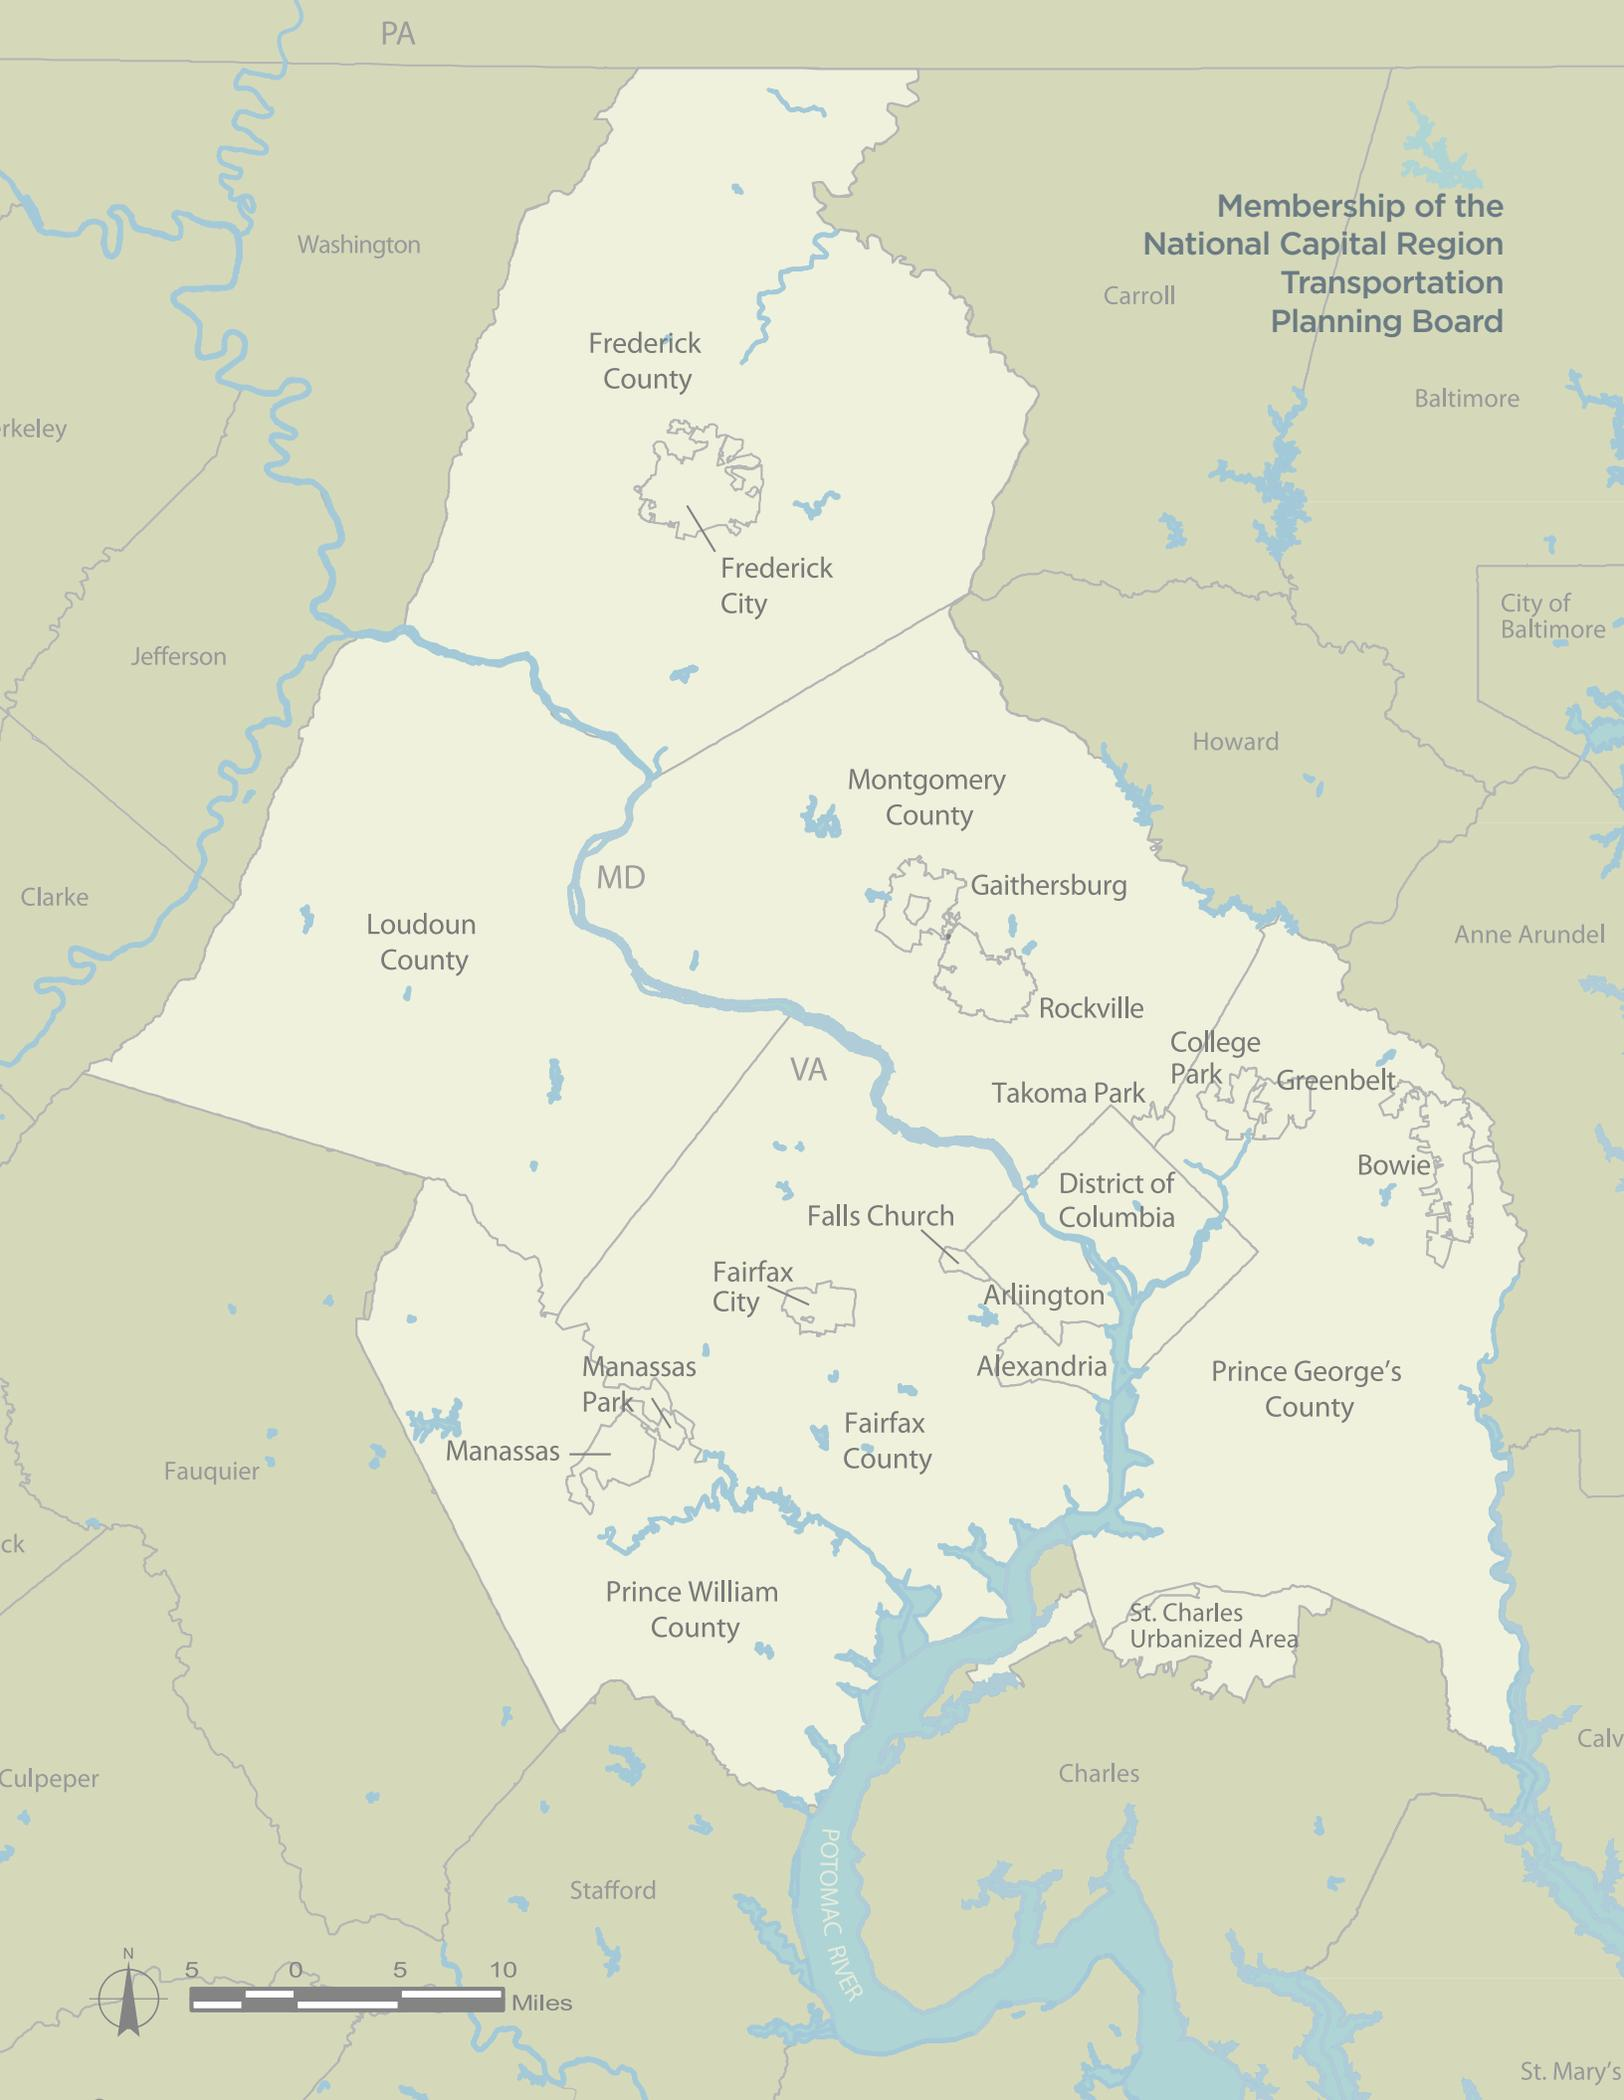 PA
Membership of the
National Capital Region
Transportation
Planning Board
Washington
Carroll
Frederick
County
Baltimore
rkeley
Frederick
City
City of
Baltimore
Jefferson
Howard
Montgomery
County
MD
Gaithersburg
Clarke
Loudoun
County
Anne Arundel
Rockville
College
Park
VA
Greenbelt
Takoma Park
Bowie
District of
Columbia
Falls Church
Fairfax
City
Arliington
Manassas
Park
Alexandria
Prince George's
County
Fairfax
County
Manassas
Fauquier
ck
Prince William
County
St. Charles
Urbanized Area
Calv
Charles
Culpeper
POTOMAC RIVER
Stafford
N
5 0 5 10
Miles
St. Mary's